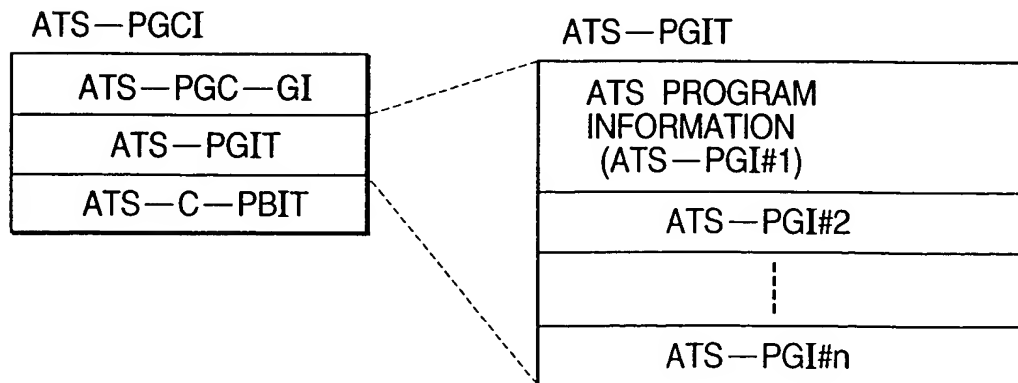 ATS—PGCI
ATS—PGC—GI
ATS—PGIT
ATS—C—PBIT
ATS—PGIT
ATS PROGRAM
INFORMATION
(ATS—PGI#1)
ATS—PGI#2
ATS—PGI#n